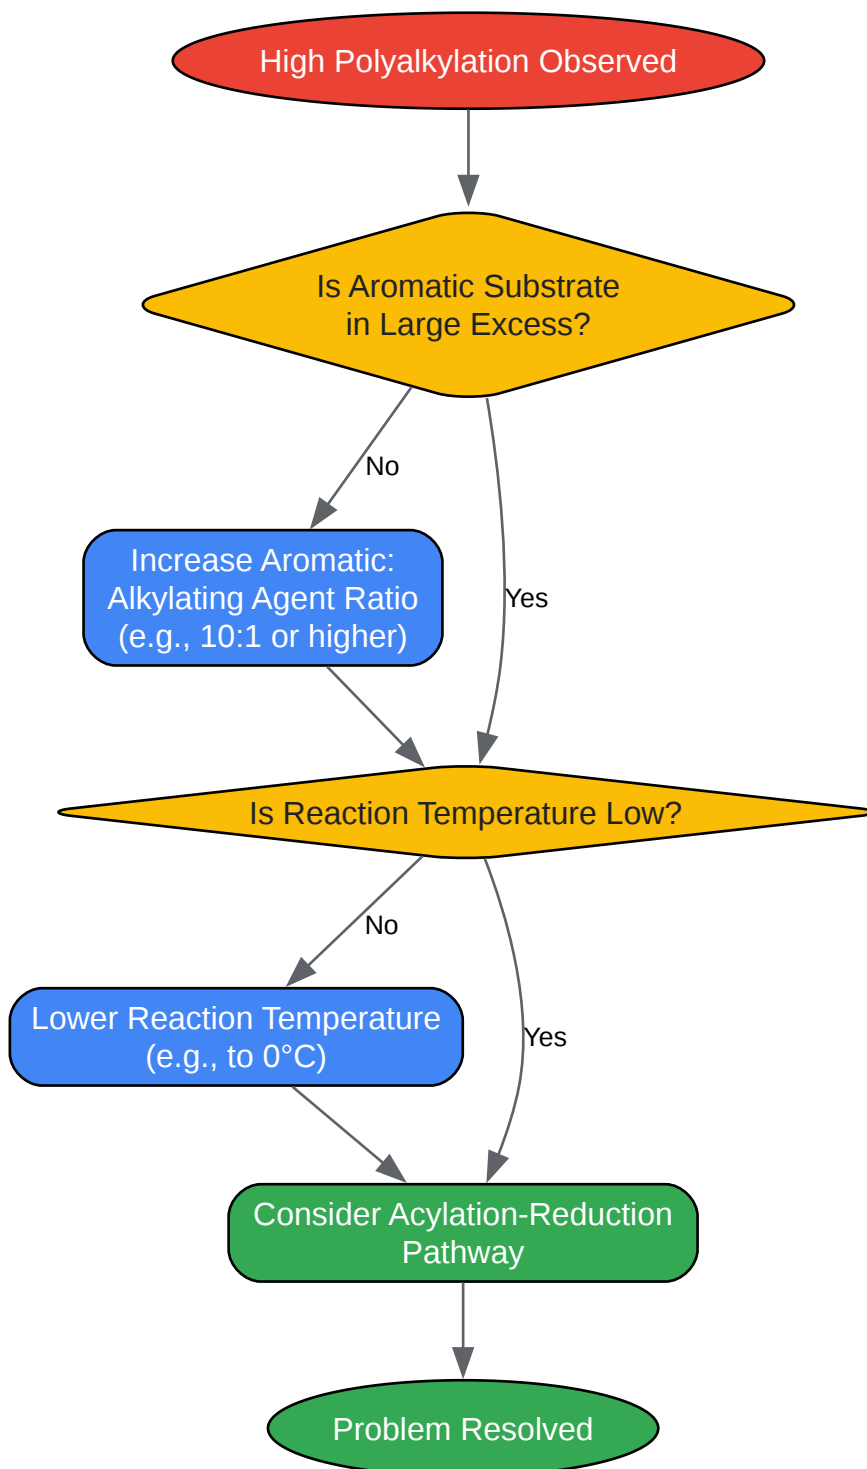 High Polyalkylation Observed
Is Aromatic Substrate
in Large Excess?
No
Increase Aromatic:
Alkylating Agent Ratio
(e.g., 10:1 or higher)
Yes
Is Reaction Temperature Low?
No
Lower Reaction Temperature
(e.g., to 0°C)
Yes
Consider Acylation-Reduction
Pathway
Problem Resolved